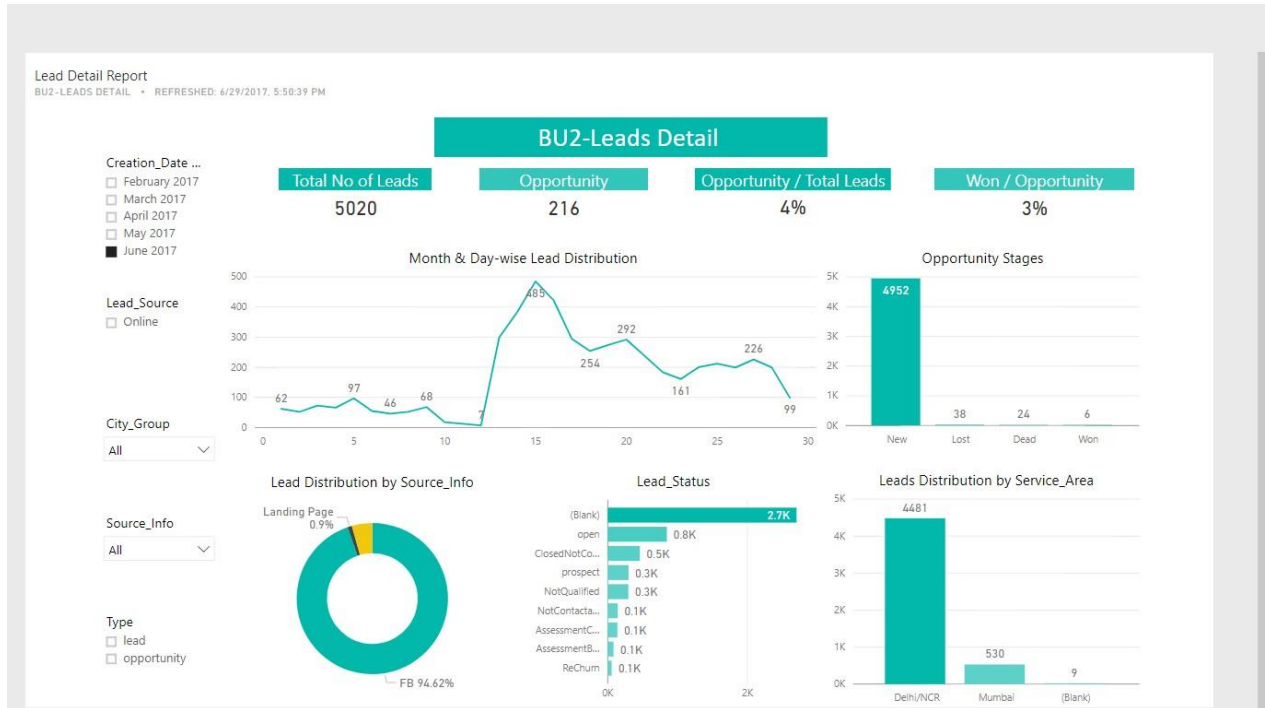 Lead Detail Report
BU2-LEADS DETAIL • REFRESHED: 6/29/2017, 5:50:39 PM
BU2-Leads Detail
Creation_Date ...
February 2017
March 2017
April 2017
May 2017
June 2017
Total No of Leads
5020
Opportunity
216
Opportunity / Total Leads
4%
Won / Opportunity
3%
Lead_Source
Online
City_Group
All
Source_Info
All
Type
lead
opportunity
Month & Day-wise Lead Distribution
500
400
300
200
100
0
62
97
46
68
7
485
254
292
161
226
99
0 5 10 15 20 25 30
Opportunity Stages
5K
4K
3K
2K
1K
0K
4952
38
24
6
New Lost Dead Won
Lead Distribution by Source_Info
Landing Page
0.9%
FB 94.62%
Lead_Status
(Blank) 2.7K
open 0.8K
ClosedNotCo... 0.5K
prospect 0.3K
NotQualified 0.3K
NotContacta... 0.1K
AssessmentC... 0.1K
AssessmentB... 0.1K
ReChurn 0.1K
0K 2K
Leads Distribution by Service_Area
5K
4K
3K
2K
1K
0K
4481
530
9
Delhi/NCR Mumbai (Blank)